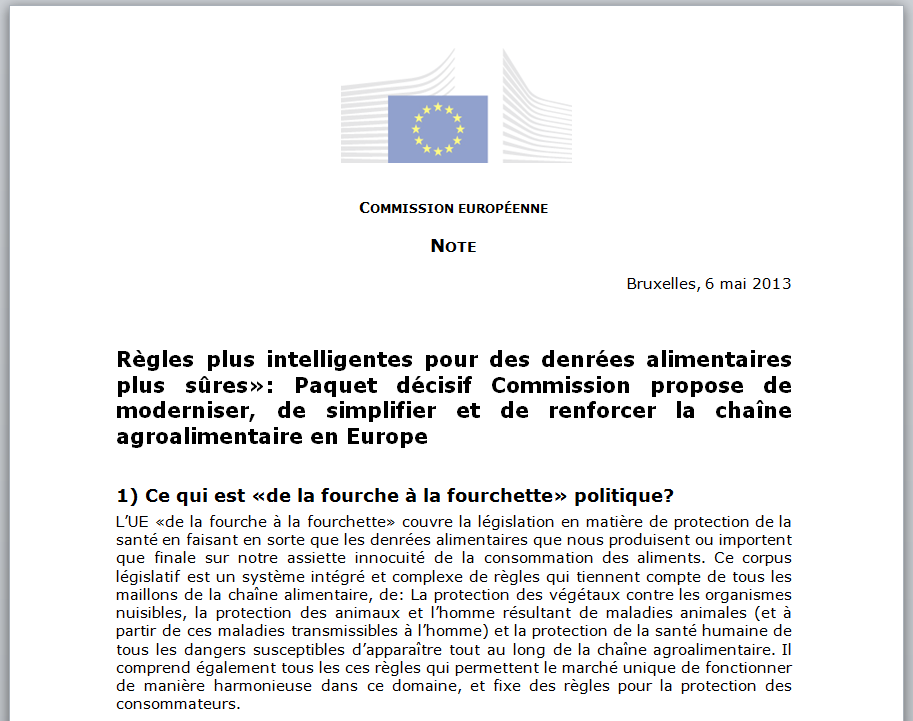 COMMISSION EUROPÉENNE
NOTE
Bruxelles, 6 mai 2013
Règles plus intelligentes pour des denrées alimentaires
plus sûres»: Paquet décisif Commission propose de
moderniser, de simplifier et de renforcer la chaîne
agroalimentaire en Europe
1) Ce qui est «de la fourche à la fourchette» politique?
L’UE «de la fourche à la fourchette» couvre la législation en matière de protection de la
santé en faisant en sorte que les denrées alimentaires que nous produisent ou importent
que finale sur notre assiette innocuité de la consommation des aliments. Ce corpus
législatif est un système intégré et complexe de règles qui tiennent compte de tous les
maillons de la chaîne alimentaire, de: La protection des végétaux contre les organismes
nuisibles, la protection des animaux et l’homme résultant de maladies animales (et à
partir de ces maladies transmissibles à l’homme) et la protection de la santé humaine de
tous les dangers susceptibles d’apparaître tout au long de la chaîne agroalimentaire. Il
comprend également tous les ces règles qui permettent le marché unique de fonctionner
de manière harmonieuse dans ce domaine, et fixe des règles pour la protection des
consommateurs.